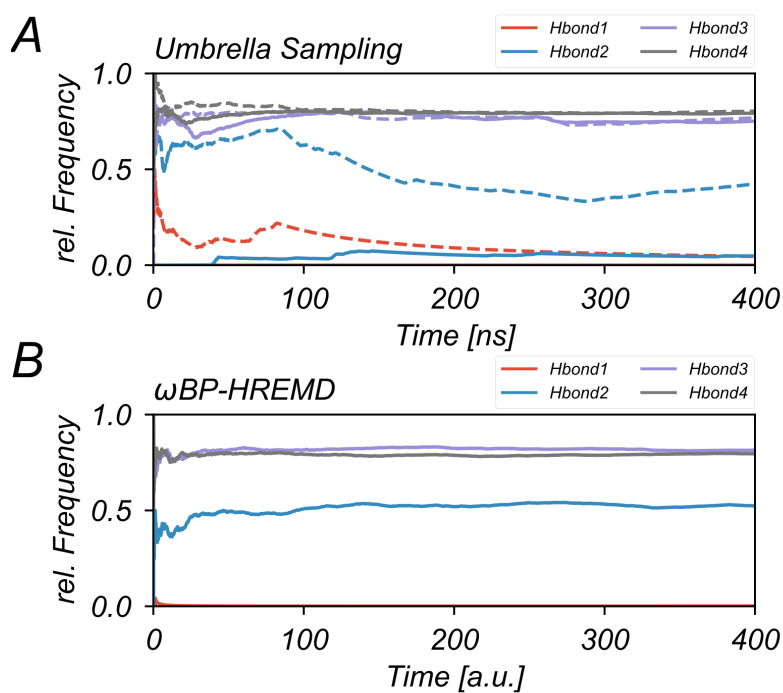 A
Umbrella Sampling
Hbond1 Hbond3
Hbond2 Hbond4
rel. Frequency
1.0
0.5
0.0
0 100 200 300 400
Time [ns]
B
ωBP-HREMD
Hbond1 Hbond3
Hbond2 Hbond4
rel. Frequency
1.0
0.5
0.0
0 100 200 300 400
Time [a.u.]